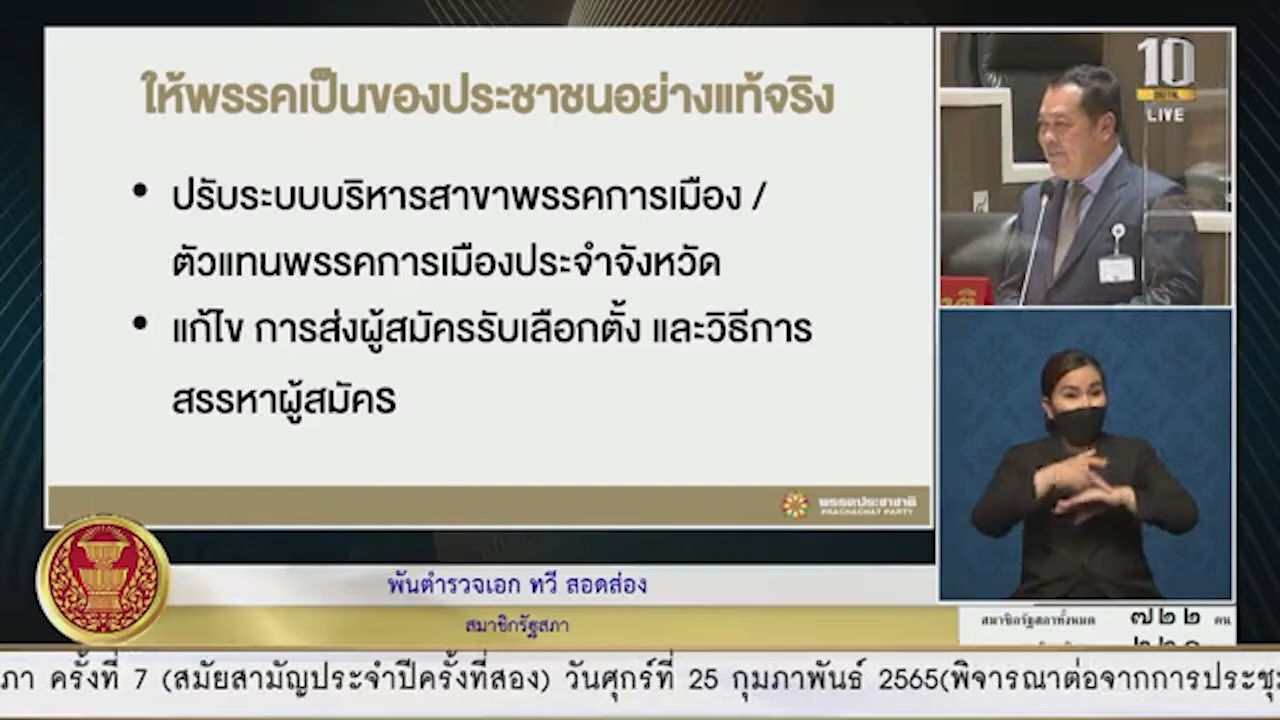 ให้พรรคเป็นของประชาชนอย่างแท้จริง
• ปรับระบบบริหารสาขาพรรคการเมือง /
ตัวแทนพรรคการเมืองประจำจังหวัด
• แก้ไข การส่งผู้สมัครรับเลือกตั้ง และวิธีการ
สรรหาผู้สมัคร
พรรคประชาชาติ
PRACHACHAT PARTY
10
LIVE
พันตำรวจเอก ทวี สอดส่อง
สมาชิกรัฐสภา
สมาชิกรัฐสภาทั้งหมด ๗๒๒ คน
ภา ครั้งที่ 7 (สมัยสามัญประจำปีครั้งที่สอง) วันศุกร์ที่ 25 กุมภาพันธ์ 2565(พิจารณาต่อจากการประชุม